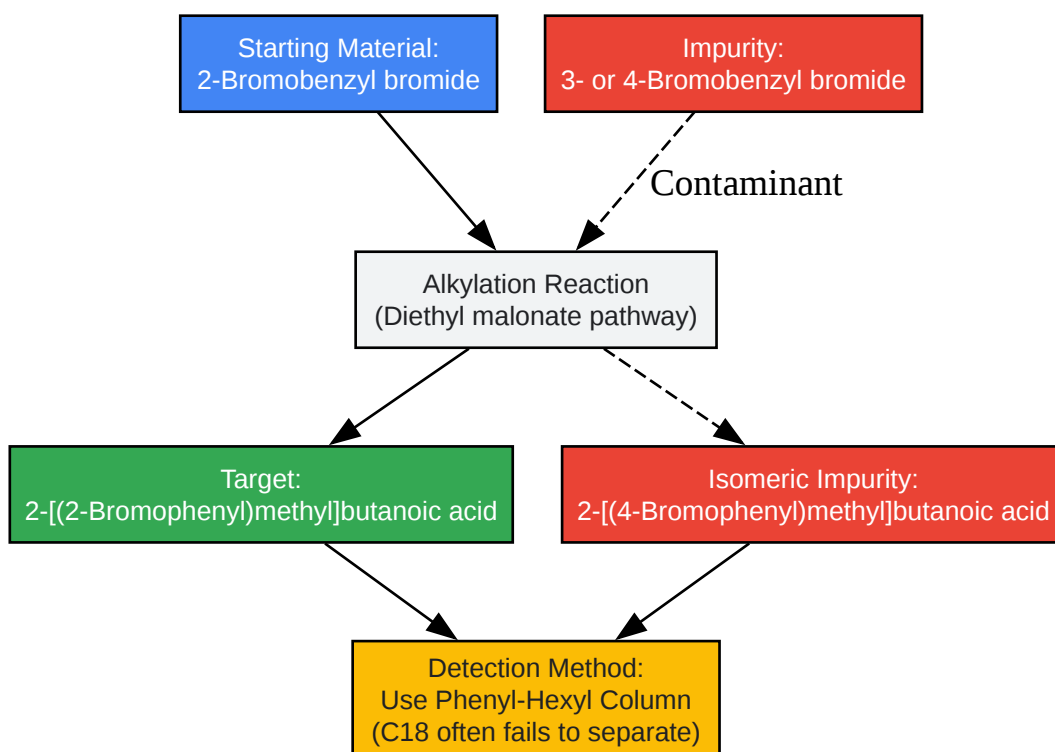 Starting Material:
2-Bromobenzyl bromide
Impurity:
3- or 4-Bromobenzyl bromide
Contaminant
Alkylation Reaction
(Diethyl malonate pathway)
Target:
2-[(2-Bromophenyl)methyl]butanoic acid
Isomeric Impurity:
2-[(4-Bromophenyl)methyl]butanoic acid
Detection Method:
Use Phenyl-Hexyl Column
(C18 often fails to separate)